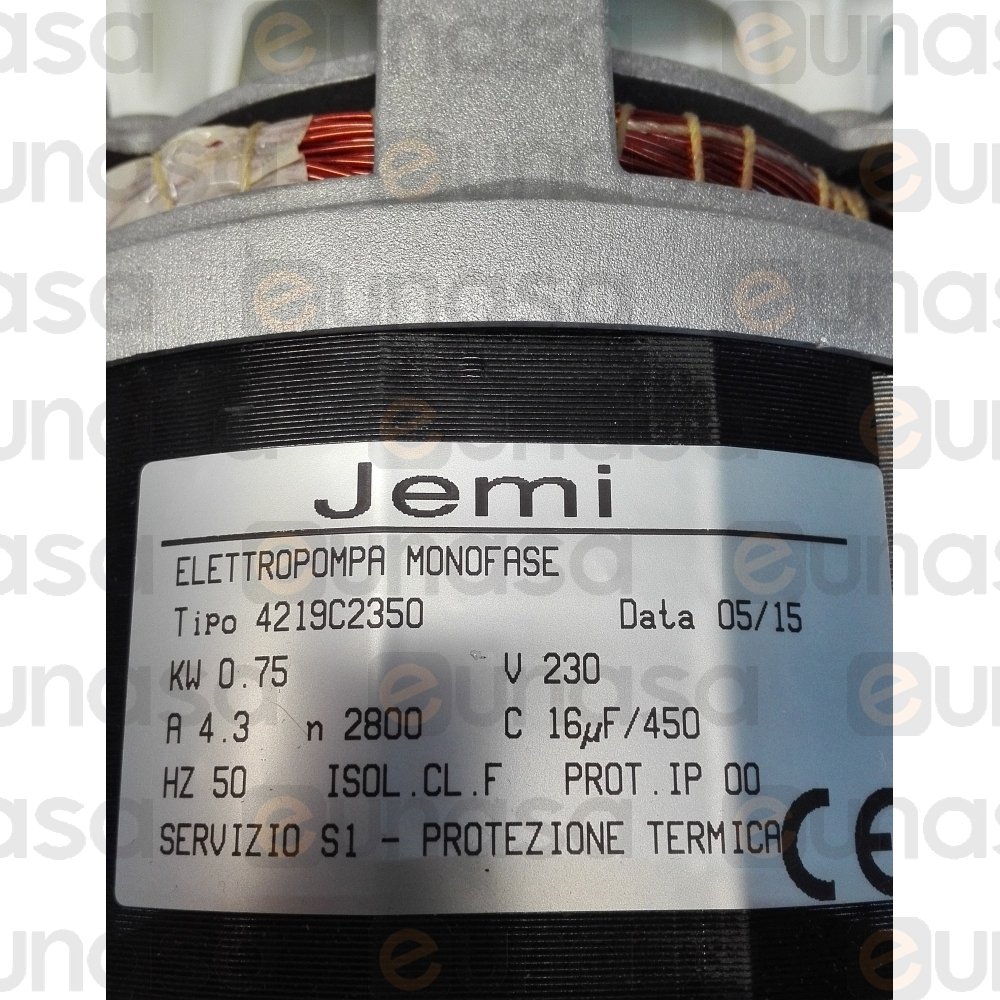 Jemi
ELETTROPOMPA MONOFASE
Tipo 4219C2350 Data 05/15
KW 0.75 V 230
A 4.3 n 2800 C 16µF/450
HZ 50 ISOL.CL.F PROT.IP 00
SERVIZIO S1 - PROTEZIONE TERMICA
CE
eunasa